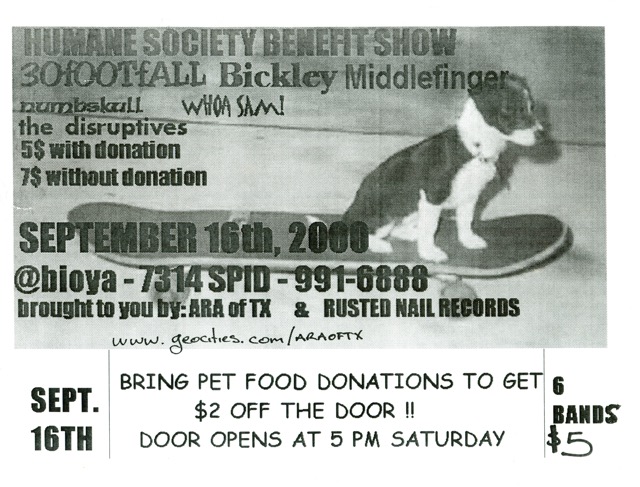 HUMANE SOCIETY BENEFIT SHOW
30fOOTfALL Bickley Middlefinger
numbskull WHOA SAM!
the disruptives
5$ with donation
7$ without donation
SEPTEMBER 16th, 2000
@bioya - 7314 SPID - 991-6888
brought to you by: ARA of TX & RUSTED NAIL RECORDS
www.geocities.com/ARAOFTX
SEPT.
16TH
BRING PET FOOD DONATIONS TO GET
$2 OFF THE DOOR !!
DOOR OPENS AT 5 PM SATURDAY
6
BANDS
$5